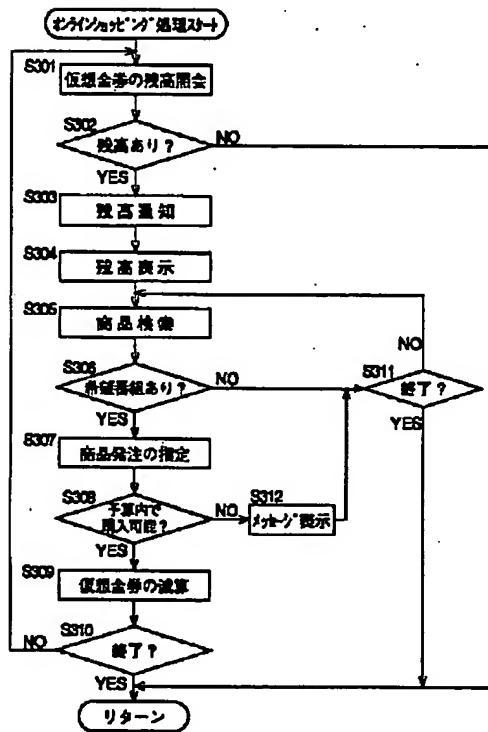 オンラインショッピング処理スタート
S301
仮想金券の残高照会
S302
残高あり?
NO
YES
S303
残高通知
S304
残高表示
S305
商品検索
NO
S306
希望番組あり?
NO
S311
終了?
YES
YES
S307
商品発注の指定
S308
予算内で
購入可能?
NO
S312
メッセージ表示
YES
S309
仮想金券の減算
S310
NO
終了?
YES
リターン